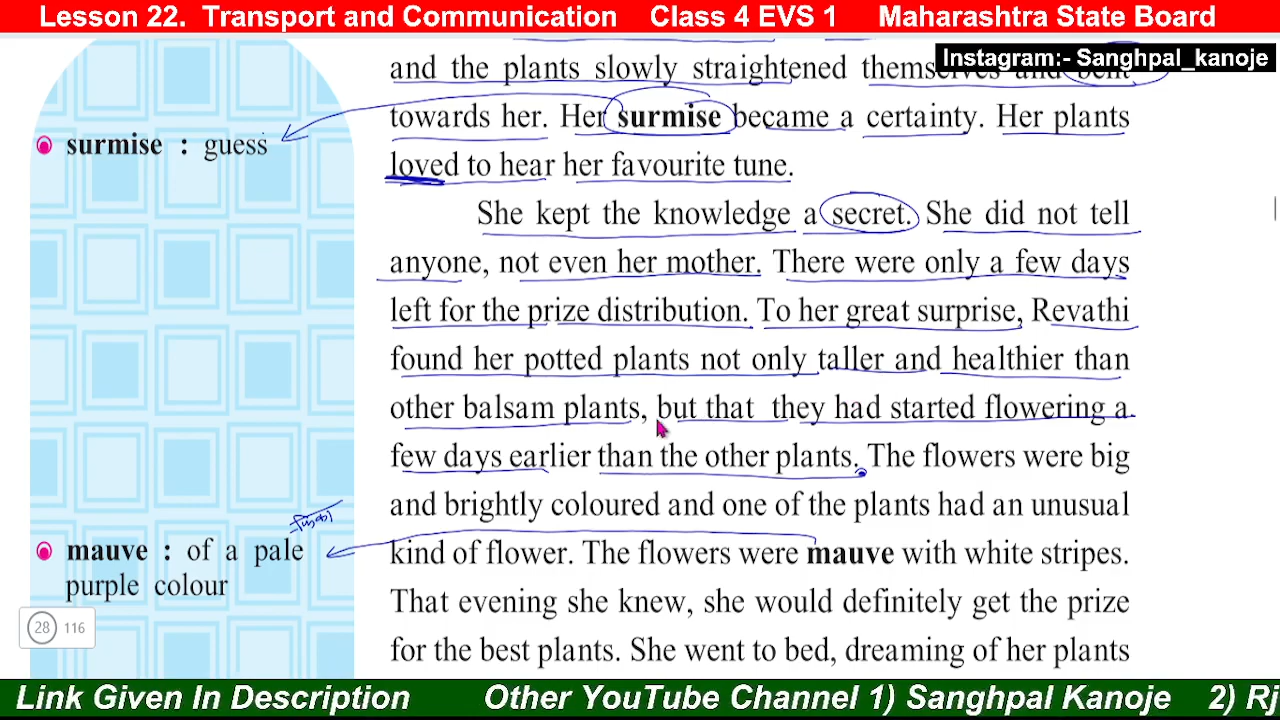 Lesson 22. Transport and Communication Class 4 EVS 1 Maharashtra State Board
Instagram:- Sanghpal_kanoje
and the plants slowly straightened themselves and bent
towards her. Her surmise became a certainty. Her plants
surmise : guess
loved to hear her favourite tune.
She kept the knowledge a secret. She did not tell
anyone, not even her mother. There were only a few days
left for the prize distribution. To her great surprise, Revathi
found her potted plants not only taller and healthier than
other balsam plants, but that they had started flowering a
few days earlier than the other plants. The flowers were big
and brightly coloured and one of the plants had an unusual
mauve : of a pale
purple colour
kind of flower. The flowers were mauve with white stripes.
That evening she knew, she would definitely get the prize
28 116
for the best plants. She went to bed, dreaming of her plants
Link Given In Description Other YouTube Channel 1) Sanghpal Kanoje 2) Rj